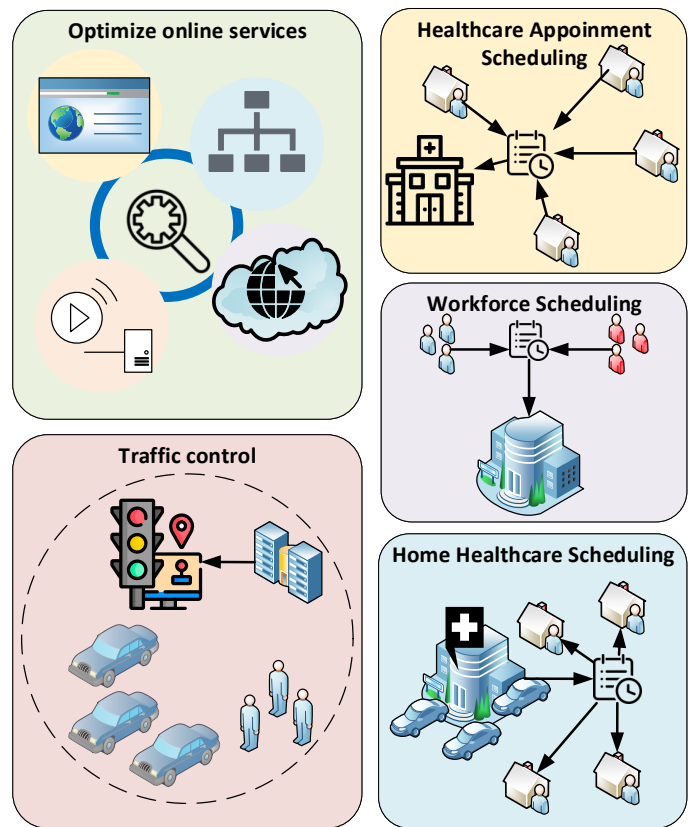 Optimize online services
Healthcare Appoinment
Scheduling
Workforce Scheduling
Traffic control
Home Healthcare Scheduling